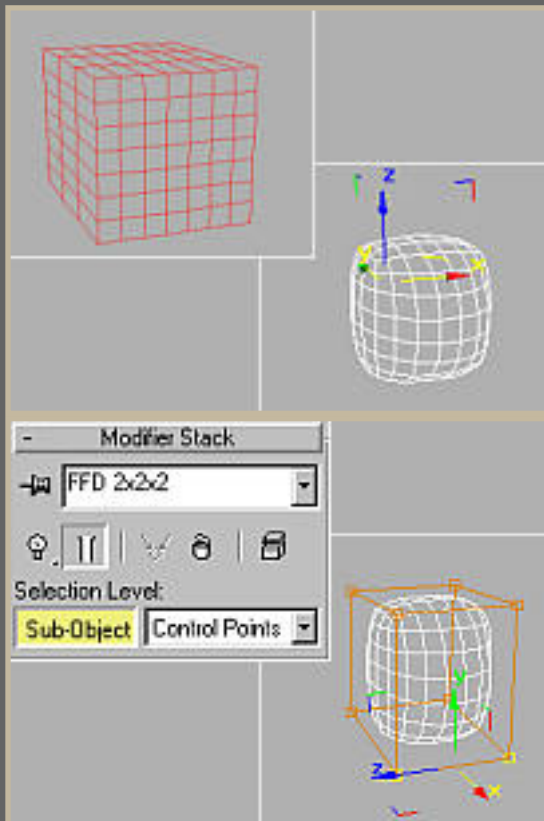 z
y
x
- Modifier Stack
FFD 2x2x2
Selection Level:
Sub-Object Control Points
y
z
x